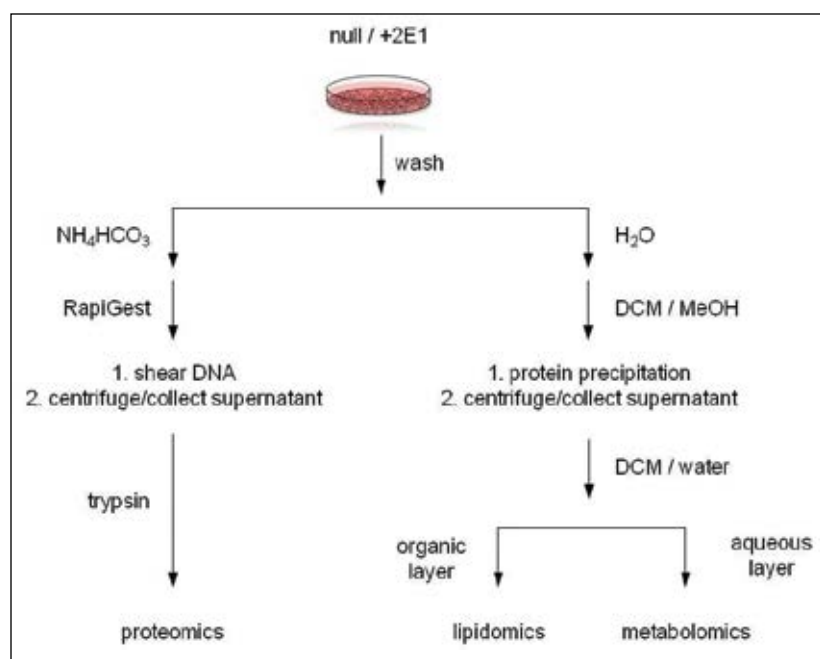 null / +2E1
wash
NH₄HCO₃
H₂O
RapiGest
DCM / MeOH
1. shear DNA
2. centrifuge/collect supernatant
1. protein precipitation
2. centrifuge/collect supernatant
trypsin
DCM / water
organic
layer
aqueous
layer
proteomics
lipidomics
metabolomics